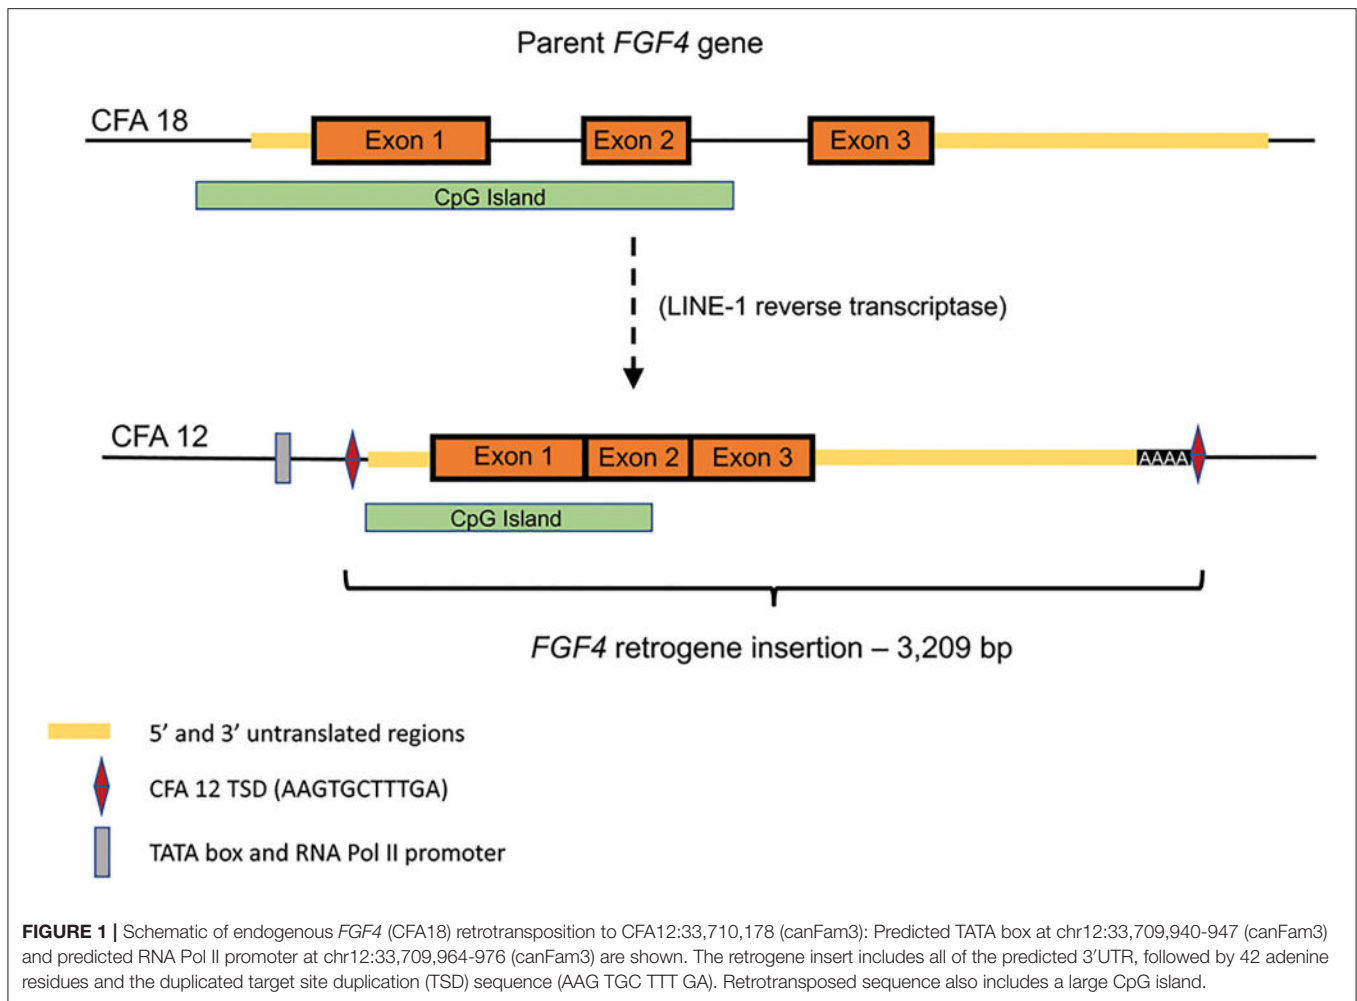 Parent FGF4 gene
CFA 18
Exon 1 Exon 2 Exon 3
CpG Island
(LINE-1 reverse transcriptase)
CFA 12
Exon 1 Exon 2 Exon 3 AAAA
CpG Island
FGF4 retrogene insertion – 3,209 bp
5’ and 3’ untranslated regions
CFA 12 TSD (AAGTGCTTTGA)
TATA box and RNA Pol II promoter
FIGURE 1 | Schematic of endogenous FGF4 (CFA18) retrotransposition to CFA12:33,710,178 (canFam3): Predicted TATA box at chr12:33,709,940-947 (canFam3)
and predicted RNA Pol II promoter at chr12:33,709,964-976 (canFam3) are shown. The retrogene insert includes all of the predicted 3′UTR, followed by 42 adenine
residues and the duplicated target site duplication (TSD) sequence (AAG TGC TTT GA). Retrotransposed sequence also includes a large CpG island.